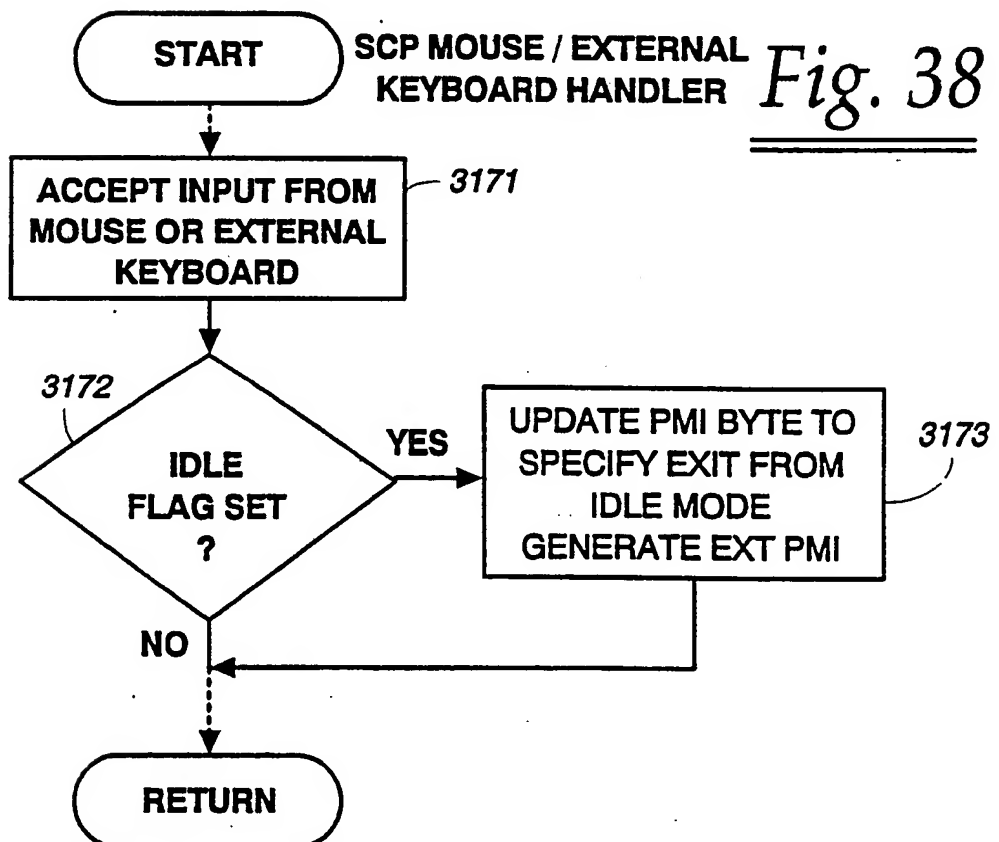 START
SCP MOUSE / EXTERNAL
KEYBOARD HANDLER
Fig. 38
ACCEPT INPUT FROM
MOUSE OR EXTERNAL
KEYBOARD
3171
3172
IDLE
FLAG SET
?
YES
UPDATE PMI BYTE TO
SPECIFY EXIT FROM
IDLE MODE
GENERATE EXT PMI
3173
NO
RETURN